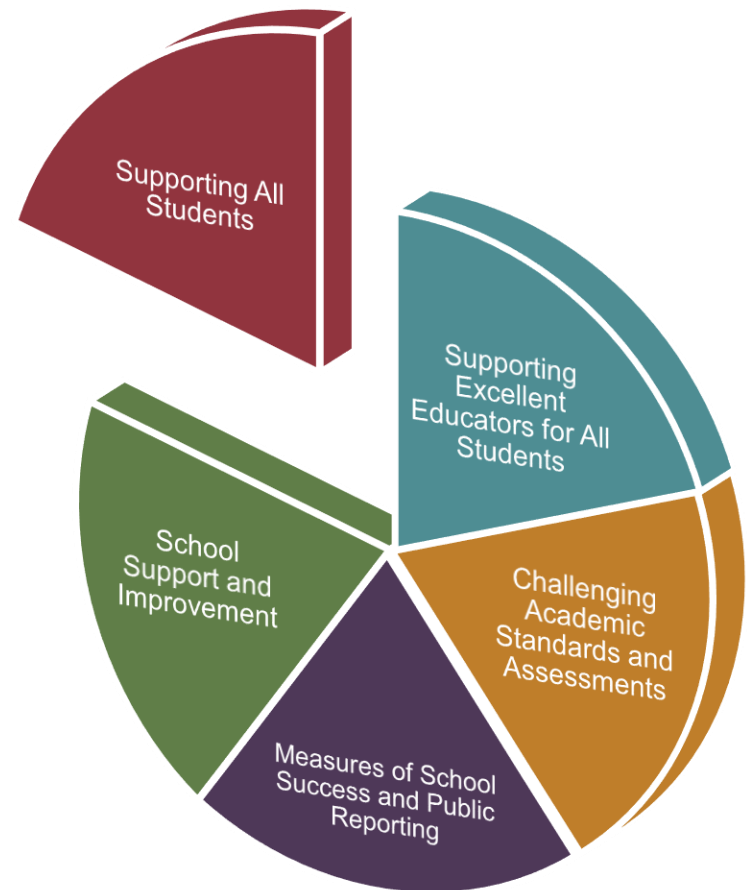 Supporting All
Students
Supporting
Excellent
Educators for All
Students
Challenging
Academic
Standards and
Assessments
Measures of School
Success and Public
Reporting
School
Support and
Improvement